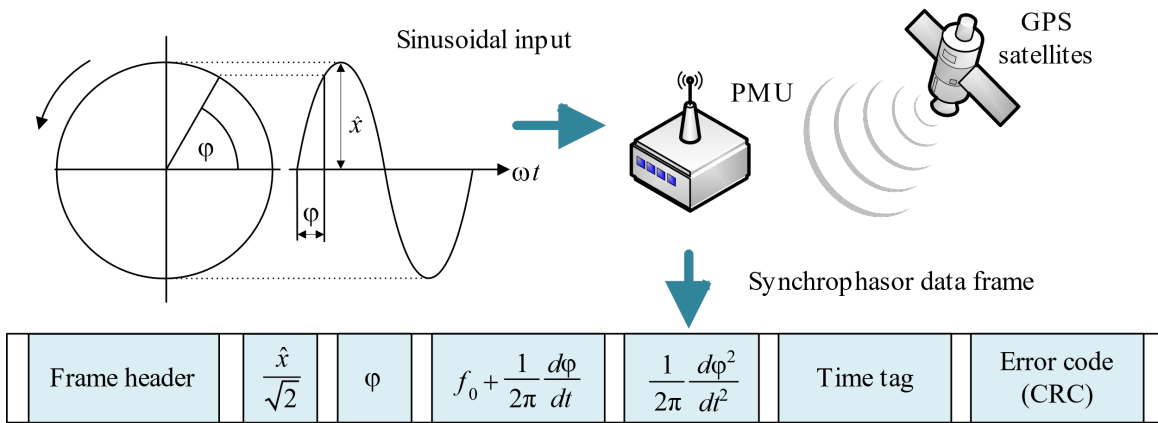 Sinusoidal input
GPS
satellites
PMU
φ
x̂
ωt
φ
Synchrophasor data frame
Frame header
x̂/√2
φ
f₀ + 1/2π dφ/dt
1/2π dφ²/dt²
Time tag
Error code
(CRC)